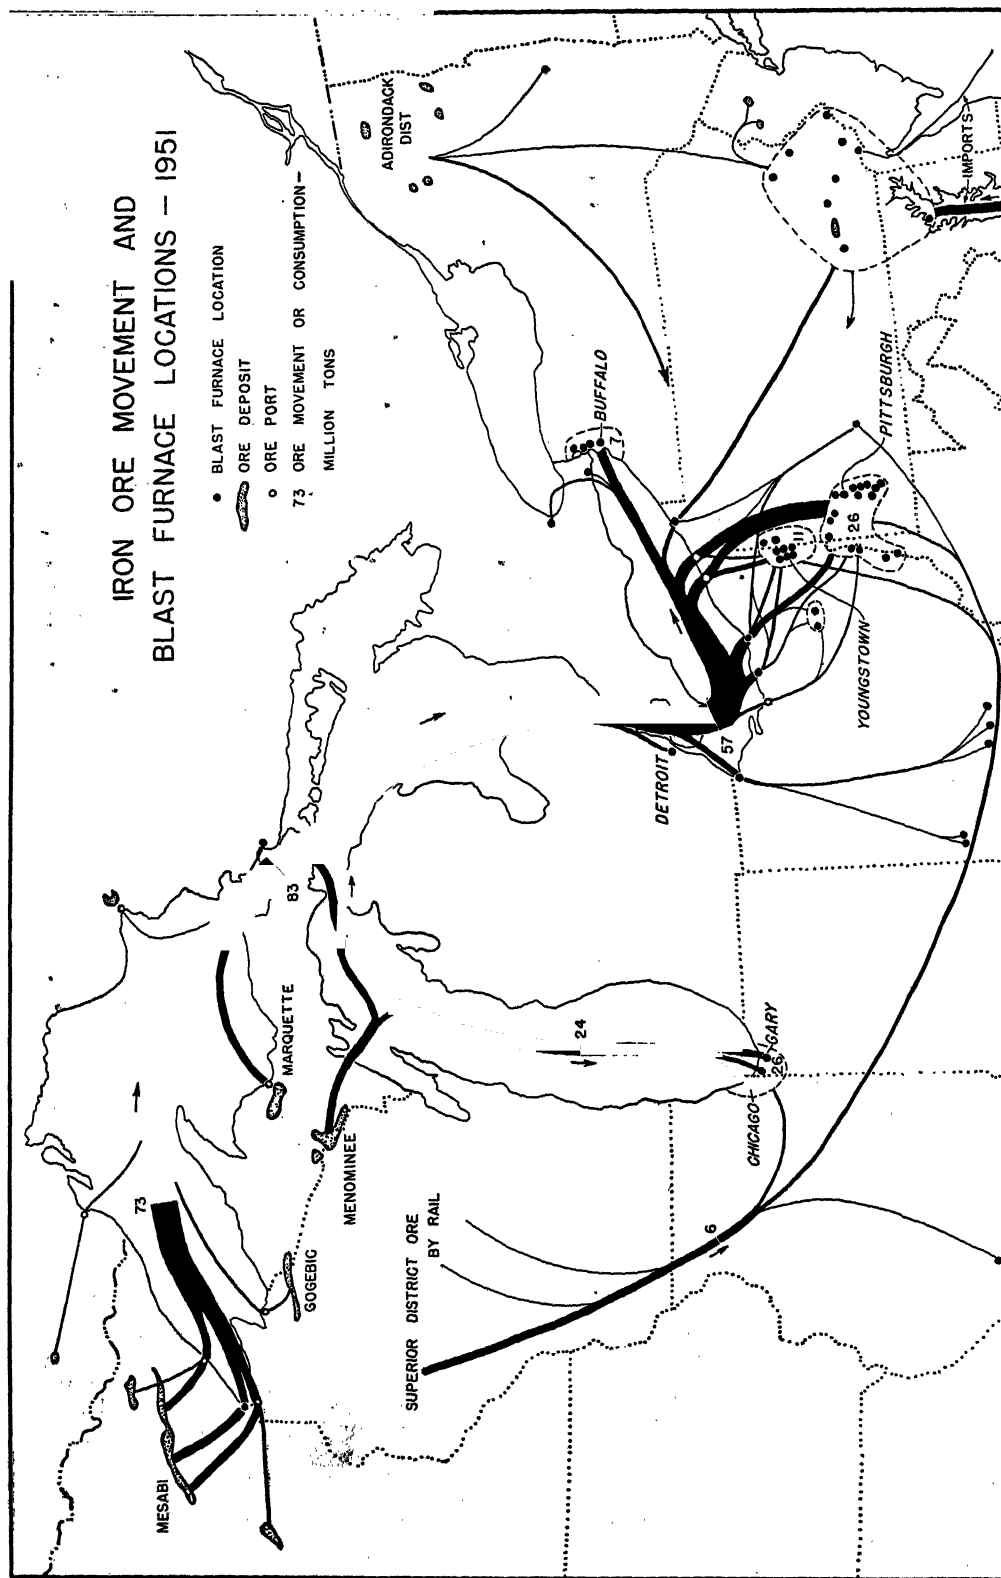 IRON ORE MOVEMENT AND
BLAST FURNACE LOCATIONS — 1951
BLAST FURNACE LOCATION
ORE DEPOSIT
ORE PORT
73 ORE MOVEMENT OR CONSUMPTION—
MILLION TONS
ADIRONDACK
DIST
IMPORTS
BUFFALO
7
PITTSBURGH
26
11
YOUNGSTOWN
57
DETROIT
83
MARQUETTE
24
GARY
26
CHICAGO
MENOMINEE
73
GOGEBIC
SUPERIOR DISTRICT ORE
BY RAIL
6
MESABI